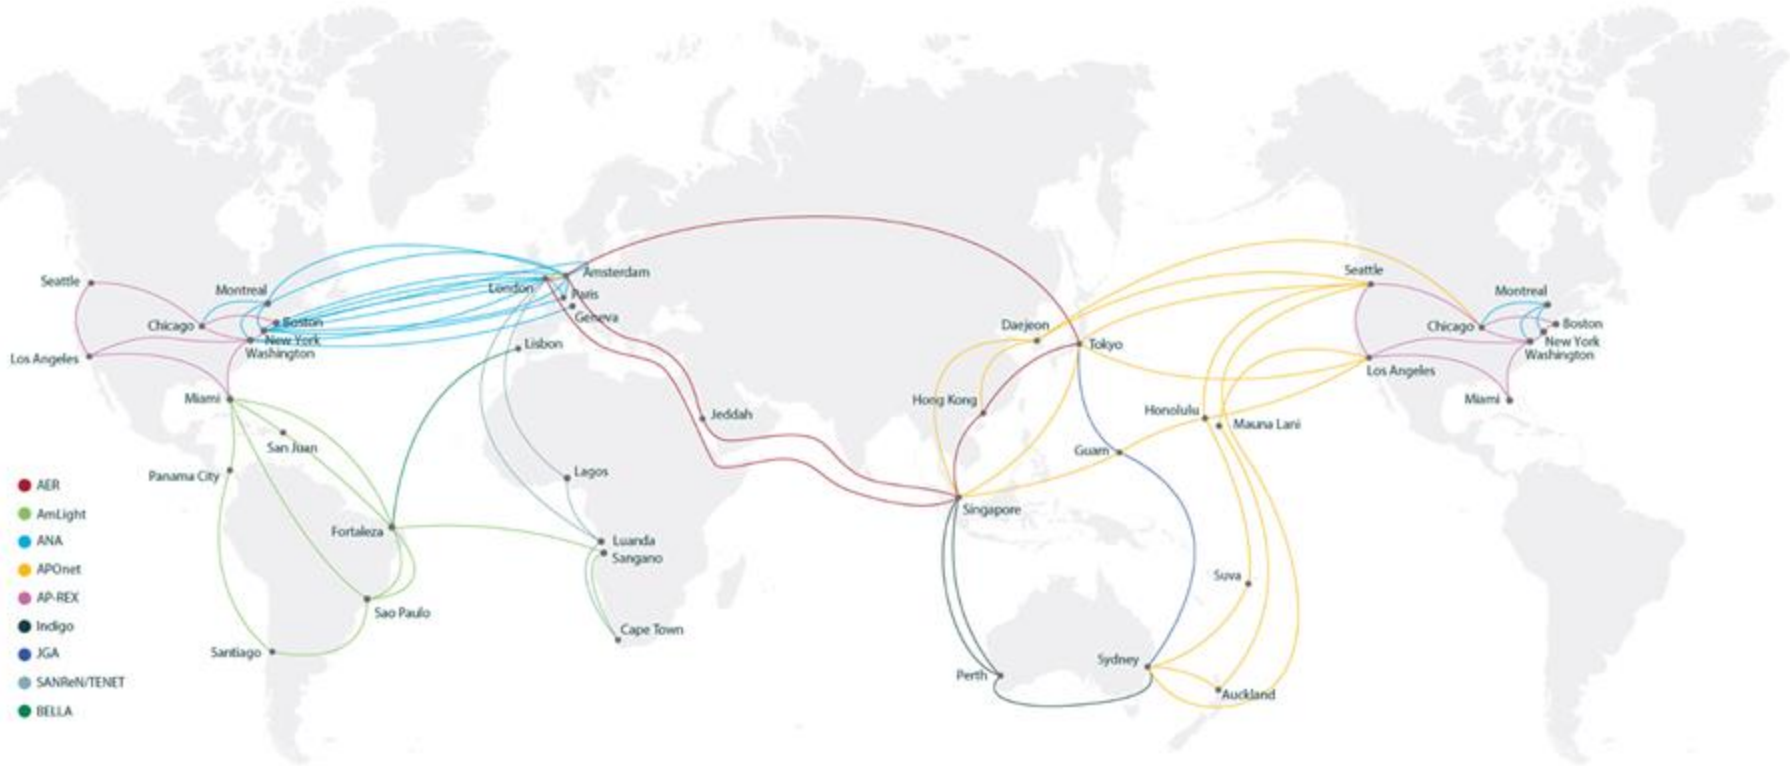 Seattle
Montreal
Chicago
Boston
New York
Washington
Los Angeles
Miami
San Juan
Panama City
Fortaleza
Sao Paulo
Santiago
Amsterdam
London
Paris
Geneva
Lisbon
Jeddah
Lagos
Luanda
Sangano
Cape Town
Daejeon
Tokyo
Hong Kong
Singapore
Guam
Honolulu
Mauna Lani
Suva
Perth
Sydney
Auckland
Seattle
Montreal
Chicago
Boston
New York
Washington
Los Angeles
Miami
AER
AmLight
ANA
APOnet
AP-REX
Indigo
JGA
SANReN/TENET
BELLA